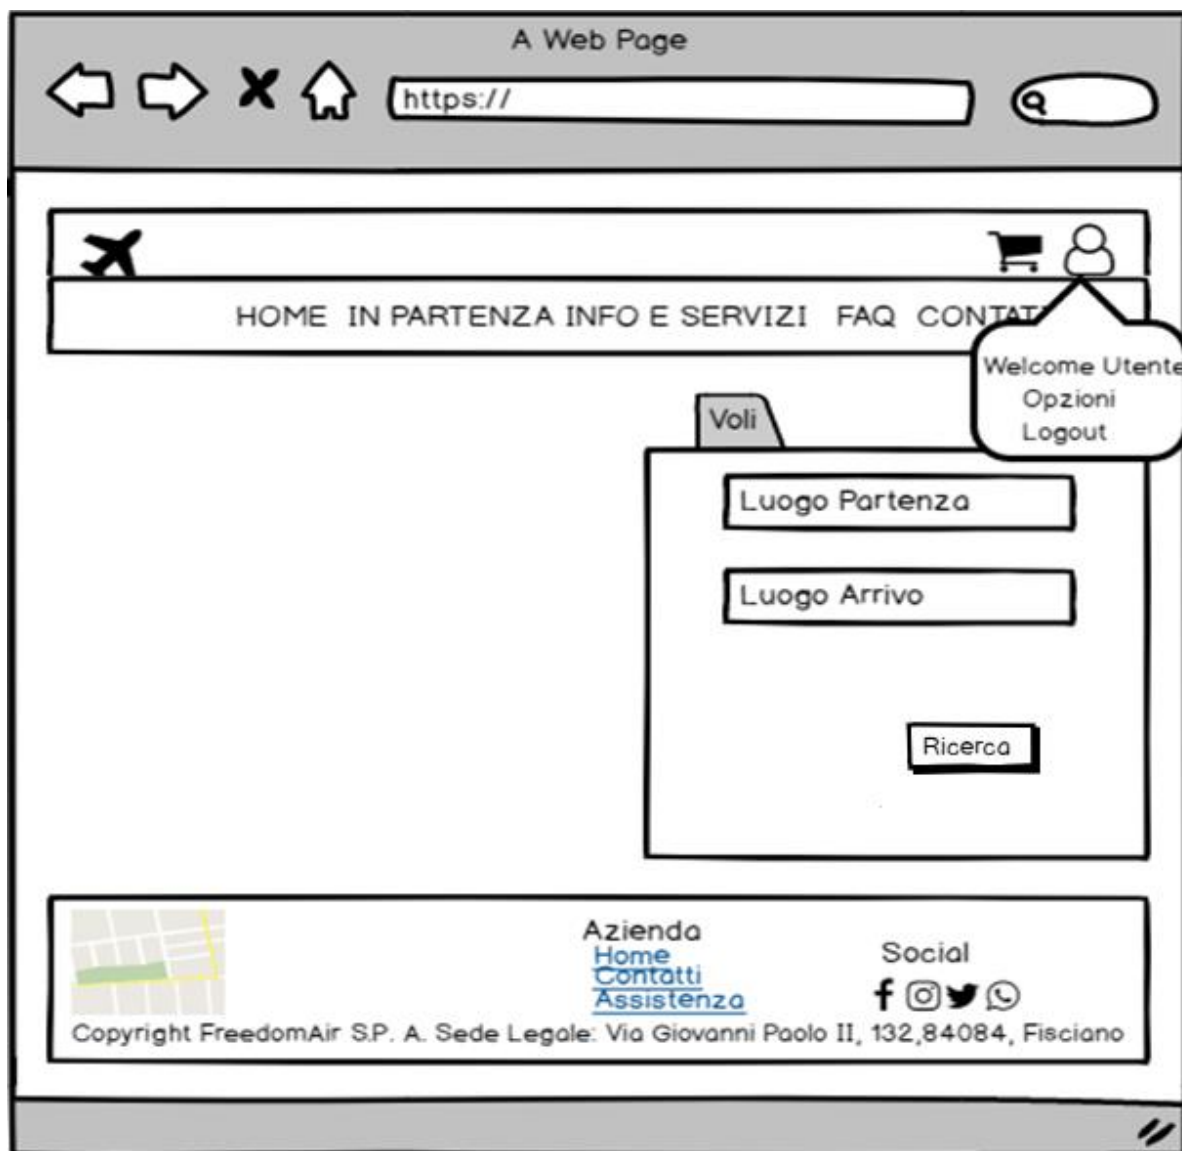 A Web Page
https://
HOME IN PARTENZA INFO E SERVIZI FAQ CONTAT
Welcome Utente
Opzioni
Logout
Voli
Luogo Partenza
Luogo Arrivo
Ricerca
Azienda
Home
Contatti
Assistenza
Social
Copyright FreedomAir S.P. A. Sede Legale: Via Giovanni Paolo II, 132,84084, Fisciano